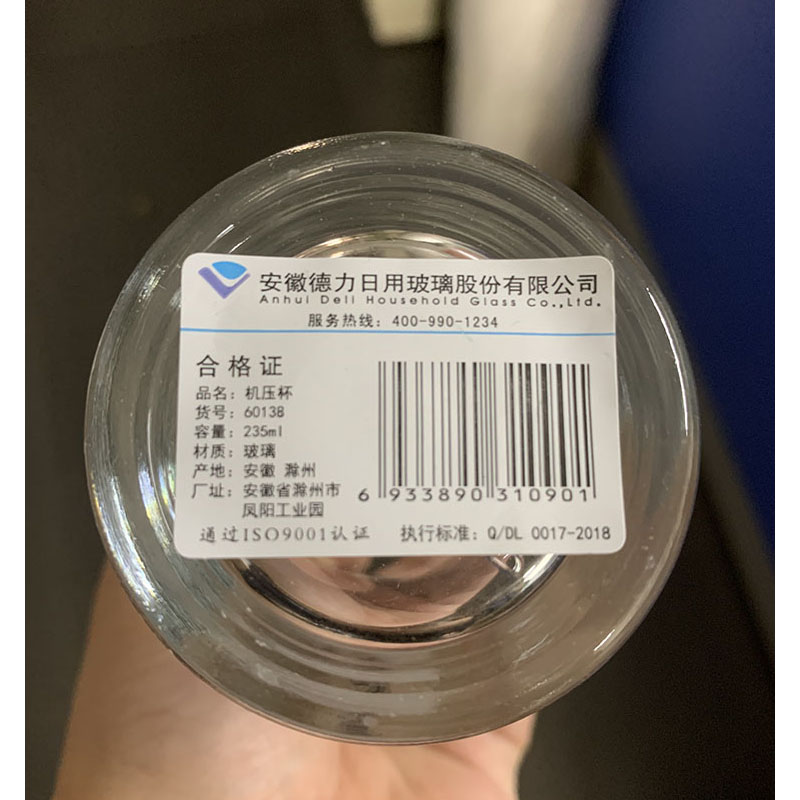 安徽德力日用玻璃股份有限公司
Anhui Deli Household Glass Co.,Ltd.
服务热线：400-990-1234
合格证
品名：机压杯
货号：60138
容量：235ml
材质：玻璃
产地：安徽 滁州
厂址：安徽省滁州市
凤阳工业园
6 933890 310901
通过ISO9001认证
执行标准：Q/DL 0017-2018